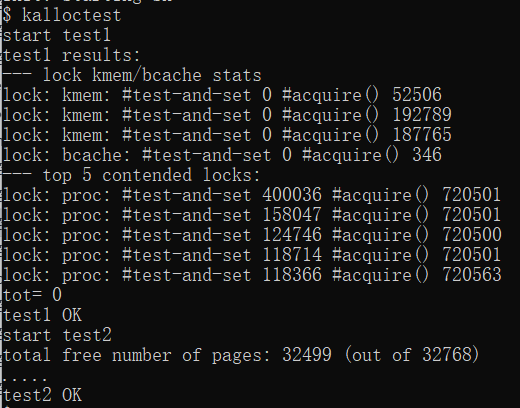 $ kalloctest
start test1
test1 results:
--- lock kmem/bcache stats
lock: kmem: #test-and-set 0 #acquire() 52506
lock: kmem: #test-and-set 0 #acquire() 192789
lock: kmem: #test-and-set 0 #acquire() 187765
lock: bcache: #test-and-set 0 #acquire() 346
--- top 5 contended locks:
lock: proc: #test-and-set 400036 #acquire() 720501
lock: proc: #test-and-set 158047 #acquire() 720501
lock: proc: #test-and-set 124746 #acquire() 720500
lock: proc: #test-and-set 118714 #acquire() 720501
lock: proc: #test-and-set 118366 #acquire() 720563
tot= 0
test1 OK
start test2
total free number of pages: 32499 (out of 32768)
.....
test2 OK